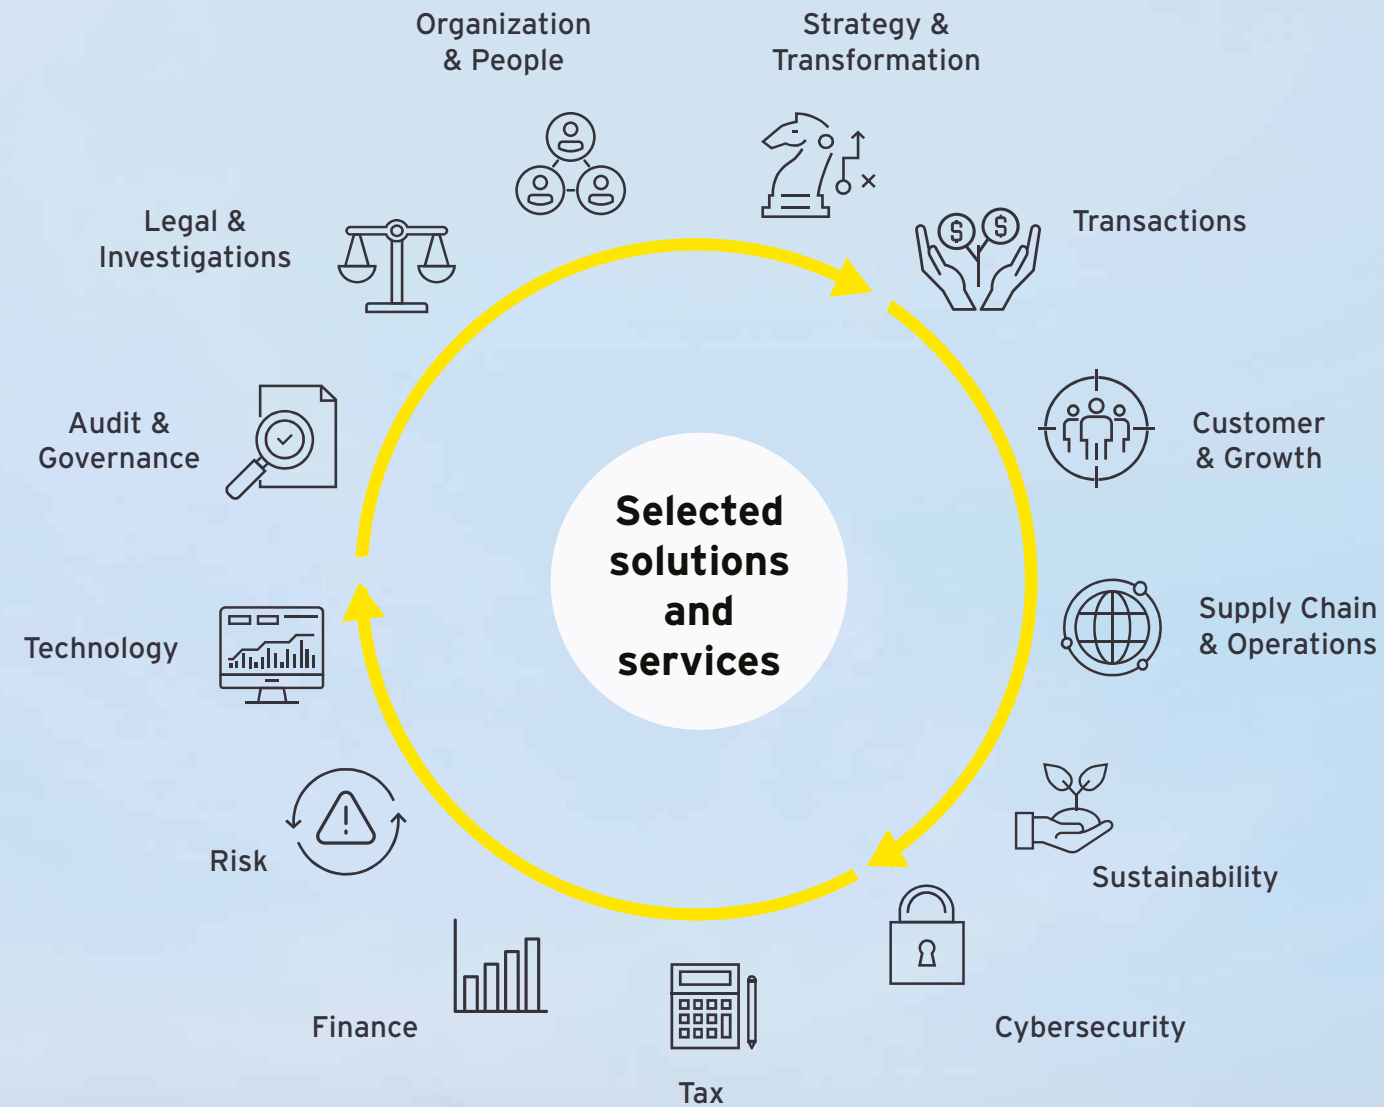 Organization
& People
Strategy &
Transformation
Legal &
Investigations
Transactions
Audit &
Governance
Customer
& Growth
Selected
solutions
and
services
Technology
Supply Chain
& Operations
Risk
Sustainability
Finance
Cybersecurity
Tax